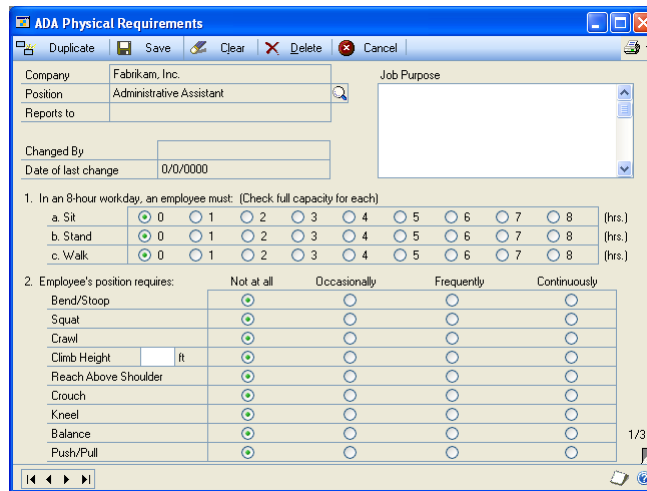 ADA Physical Requirements
Duplicate Save Clear Delete Cancel
Company Fabrikam, Inc. Job Purpose
Position Administrative Assistant
Reports to
Changed By
Date of last change 0/0/0000
1. In an 8-hour workday, an employee must: (Check full capacity for each)
a. Sit 0 1 2 3 4 5 6 7 8 (hrs.)
b. Stand 0 1 2 3 4 5 6 7 8 (hrs.)
c. Walk 0 1 2 3 4 5 6 7 8 (hrs.)
2. Employee's position requires: Not at all Occasionally Frequently Continuously
Bend/Stoop
Squat
Crawl
Climb Height ft
Reach Above Shoulder
Crouch
Kneel
Balance
1/3
Push/Pull